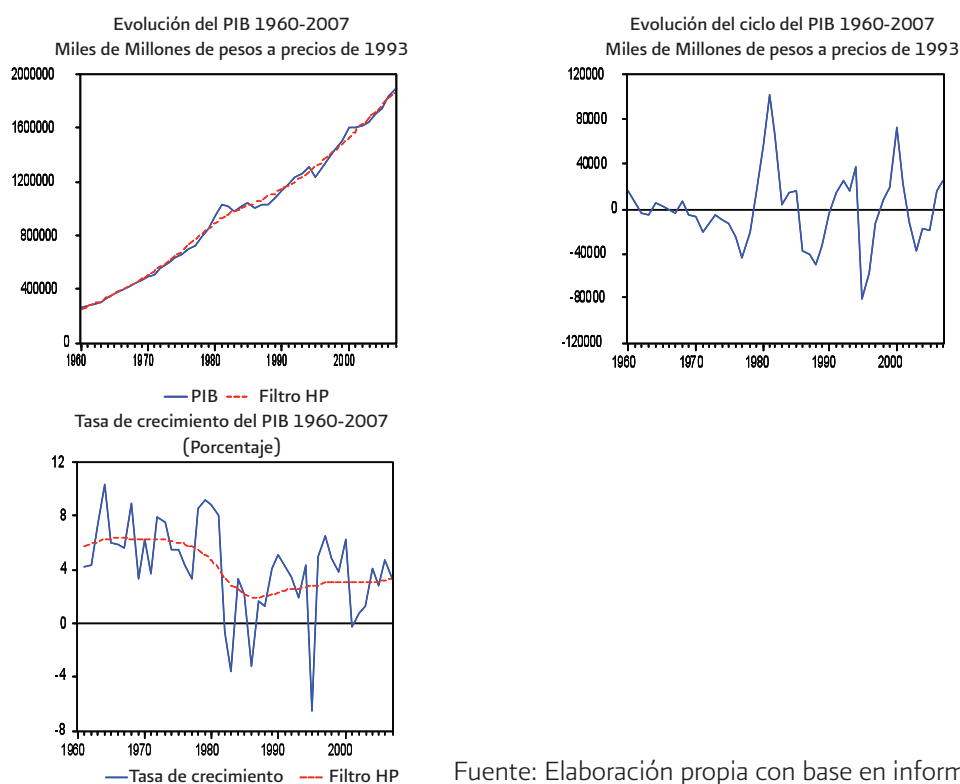 Evolución del PIB 1960-2007
Miles de Millones de pesos a precios de 1993
2000000
1600000
1200000
800000
400000
0
1960 1970 1980 1990 2000
PIB Filtro HP
Evolución del ciclo del PIB 1960-2007
Miles de Millones de pesos a precios de 1993
120000
80000
40000
0
-40000
-80000
-120000
1960 1970 1980 1990 2000
Tasa de crecimiento del PIB 1960-2007
(Porcentaje)
12
8
4
0
-4
-8
1960 1970 1980 1990 2000
Tasa de crecimiento Filtro HP
Fuente: Elaboración propia con base en inform